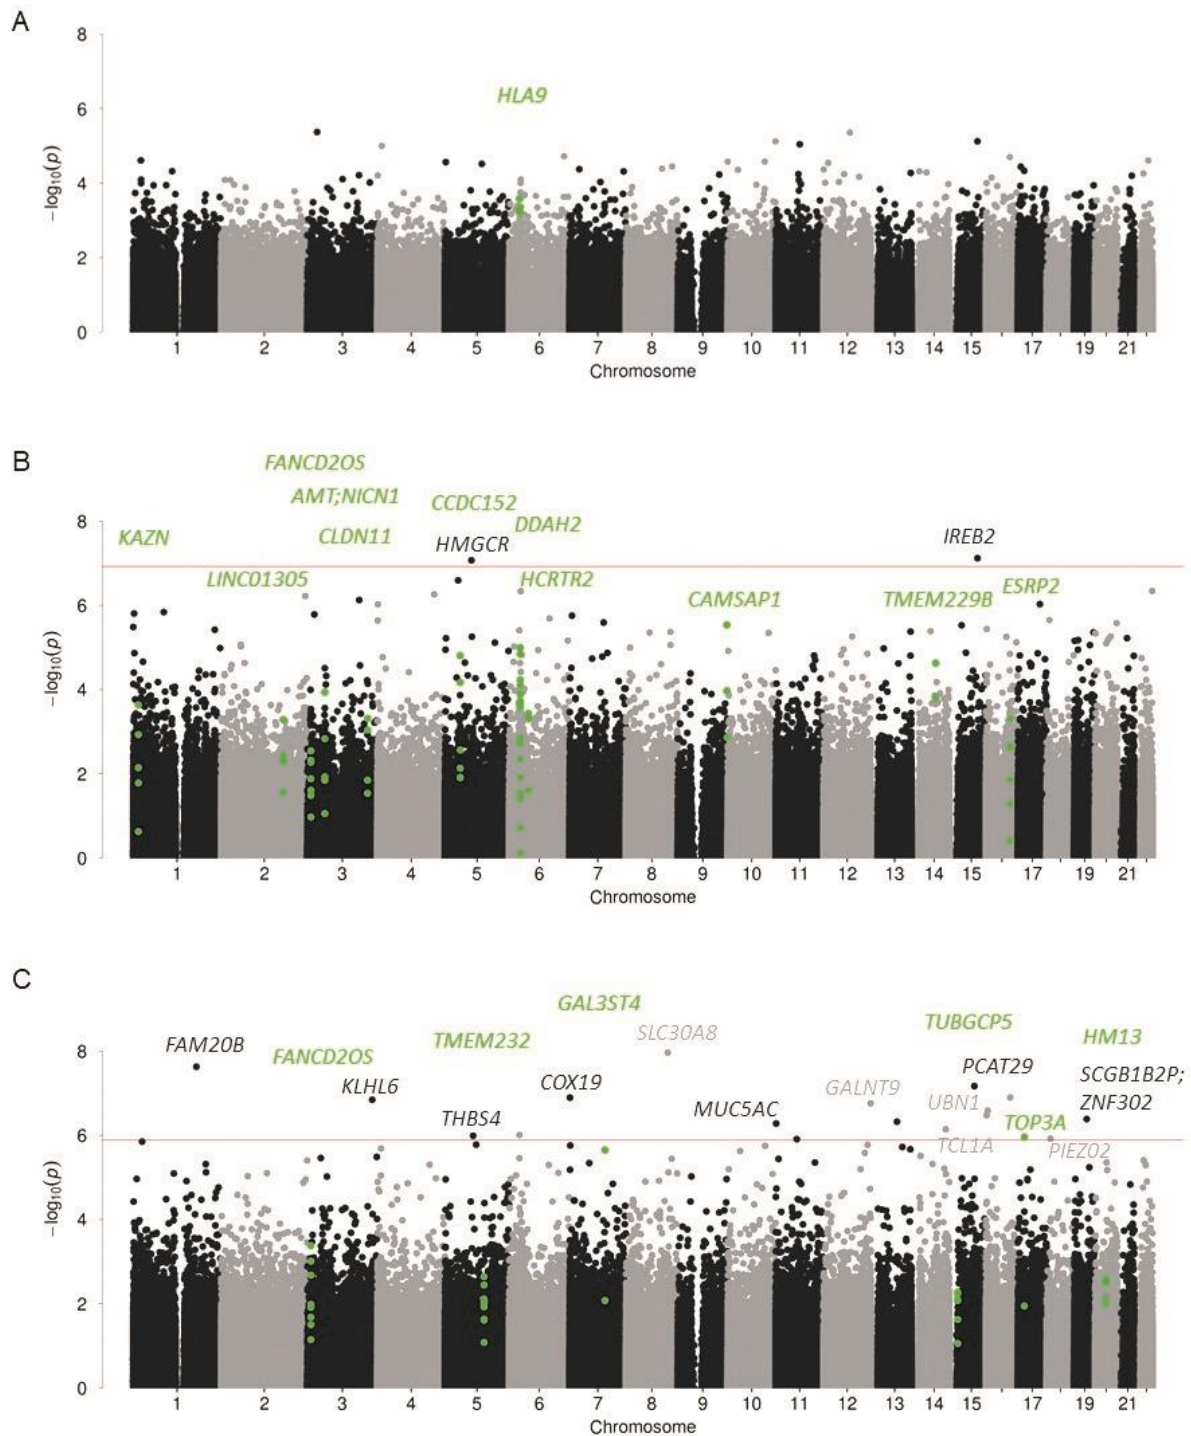 A
8
HLA9
6
4
2
0
−log10(p)
1 2 3 4 5 6 7 8 9 10 11 12 13 14 15 17 19 21
Chromosome
B
FANCD2OS
AMT;NICN1
CCDC152
8
DDAH2
KAZN
CLDN11
HMGCR
IREB2
LINC01305
HCRTR2
ESRP2
CAMSAP1
TMEM229B
6
4
2
0
−log10(p)
1 2 3 4 5 6 7 8 9 10 11 12 13 14 15 17 19 21
Chromosome
C
GAL3ST4
TUBGCP5
SLC30A8
TMEM232
HM13
FAM20B
8
FANCD2OS
PCAT29
SCGB1B2P;
ZNF302
KLHL6
COX19
GALNT9
MUC5AC
UBN1
THBS4
TOP3A
6
TCL1A
PIEZO2
4
2
0
−log10(p)
1 2 3 4 5 6 7 8 9 10 11 12 13 14 15 17 19 21
Chromosome